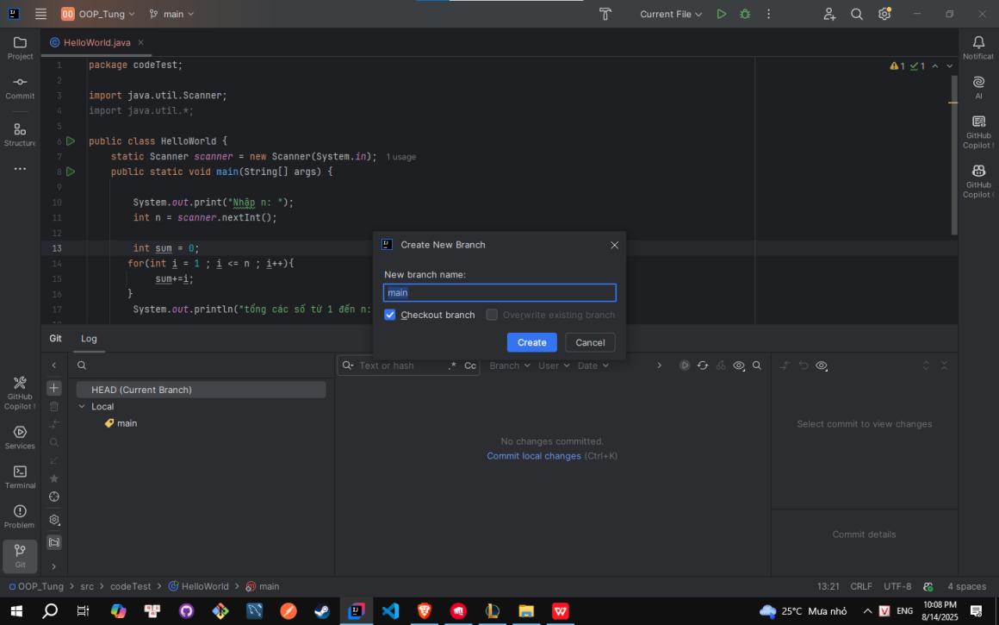 OO OOP_Tung main Current File
HelloWorld.java
Project
Commit
Structure
Notificat
AI
GitHub
Copilot
GitHub
Copilot
1 1
1 package codeTest;
2
3 import java.util.Scanner;
4 import java.util.*;
5
6 public class HelloWorld {
7 static Scanner scanner = new Scanner(System.in); 1 usage
8 public static void main(String[] args) {
9
10 System.out.print("Nhập n: ");
11 int n = scanner.nextInt();
12
13 int sum = 0;
14 for(int i = 1 ; i <= n ; i++){
15 sum+=i;
16 }
17 System.out.println("tổng các số từ 1 đến n:
Create New Branch
New branch name:
main
Checkout branch Overwrite existing branch
Create Cancel
Git Log
Text or hash .* Cc Branch User Date
HEAD (Current Branch)
Local
main
No changes committed.
Commit local changes (Ctrl+K)
Select commit to view changes
Commit details
GitHub
Copilot
Services
Terminal
Problem
Git
OOP_Tung > src > codeTest > HelloWorld > main
13:21 CRLF UTF-8 4 spaces
25°C Mưa nhỏ V ENG
10:08 PM
8/14/2025